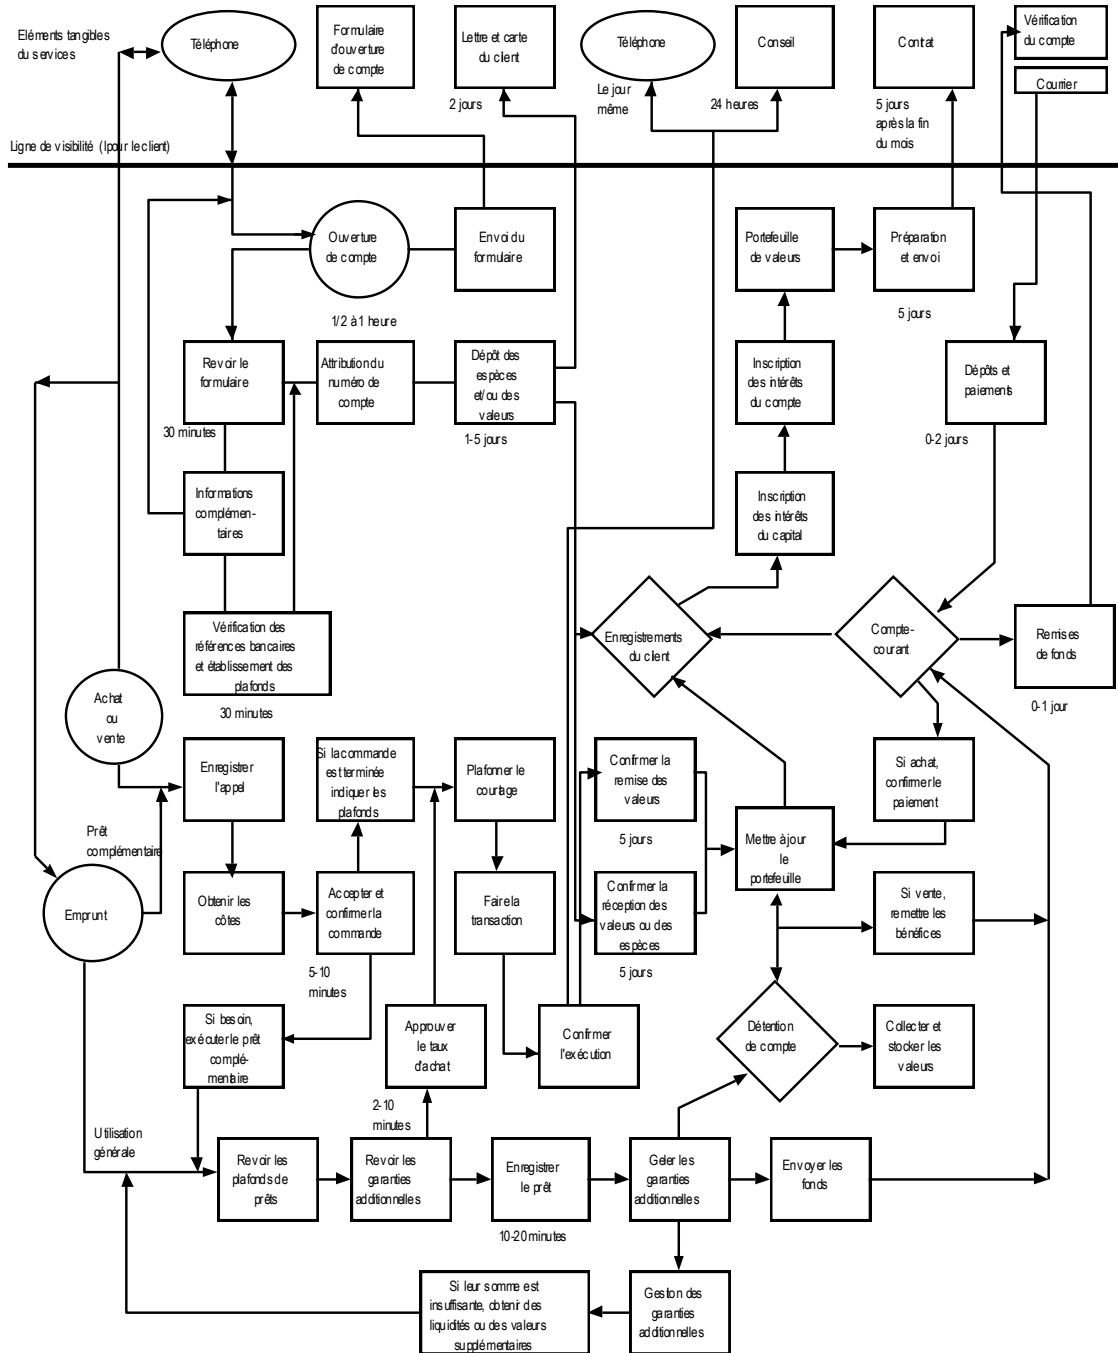 Eléments tangibles
du services
Téléphone
Formulaire
d'ouverture
de compte
Lettre et carte
du client
2 jours
Téléphone
Le jour
même
Conseil
24 heures
Contrat
5 jours
après la fin
du mois
Vérification
du compte
Courrier
Ligne de visibilité (lpour le client)
Ouverture
de compte
1/2 à 1 heure
Envoi du
formulaire
Portefeuille
de valeurs
Préparation
et envoi
5 jours
Revoir le
formulaire
30 minutes
Attribution du
numéro de
compte
Dépôt des
espèces
et/ou des
valeurs
1-5 jours
Inscription
des intérêts
du compte
Dépôts et
paiements
0-2 jours
Informations
complémen-
taires
Inscription
des intérêts
du capital
Vérification des
références bancaires
et établissement des
plafonds
30 minutes
Enregistrements
du client
Compte-
courant
Remises
de fonds
0-1 jour
Achat
ou
vente
Enregistrer
l'appel
Si la commande
est terminée
indiquer les
plafonds
Plafonner le
courtage
Confirmer la
remise des
valeurs
5 jours
Si achat,
confirmer le
paiement
Prêt
complémentaire
Mettre à jour
le
portefeuille
Emprunt
Obtenir les
côtes
Accepter et
confirmer la
commande
5-10
minutes
Faire la
transaction
Confirmer la
réception des
valeurs ou des
espèces
5 jours
Si vente,
remettre les
bénéfices
Si besoin,
exécuter le prêt
complé-
mentaire
Approuver
le taux
d'achat
2-10
minutes
Confirmer
l'exécution
Détention
de compte
Collecter et
stocker les
valeurs
Utilisation
générale
Revoir les
plafonds de
prêts
Revoir les
garanties
additionnelles
Enregistrer
le prêt
10-20 minutes
Geler les
garanties
additionnelles
Envoyer les
fonds
Si leur somme est
insuffisante, obtenir des
liquidités ou des valeurs
supplémentaires
Gestion des
garanties
additionnelles